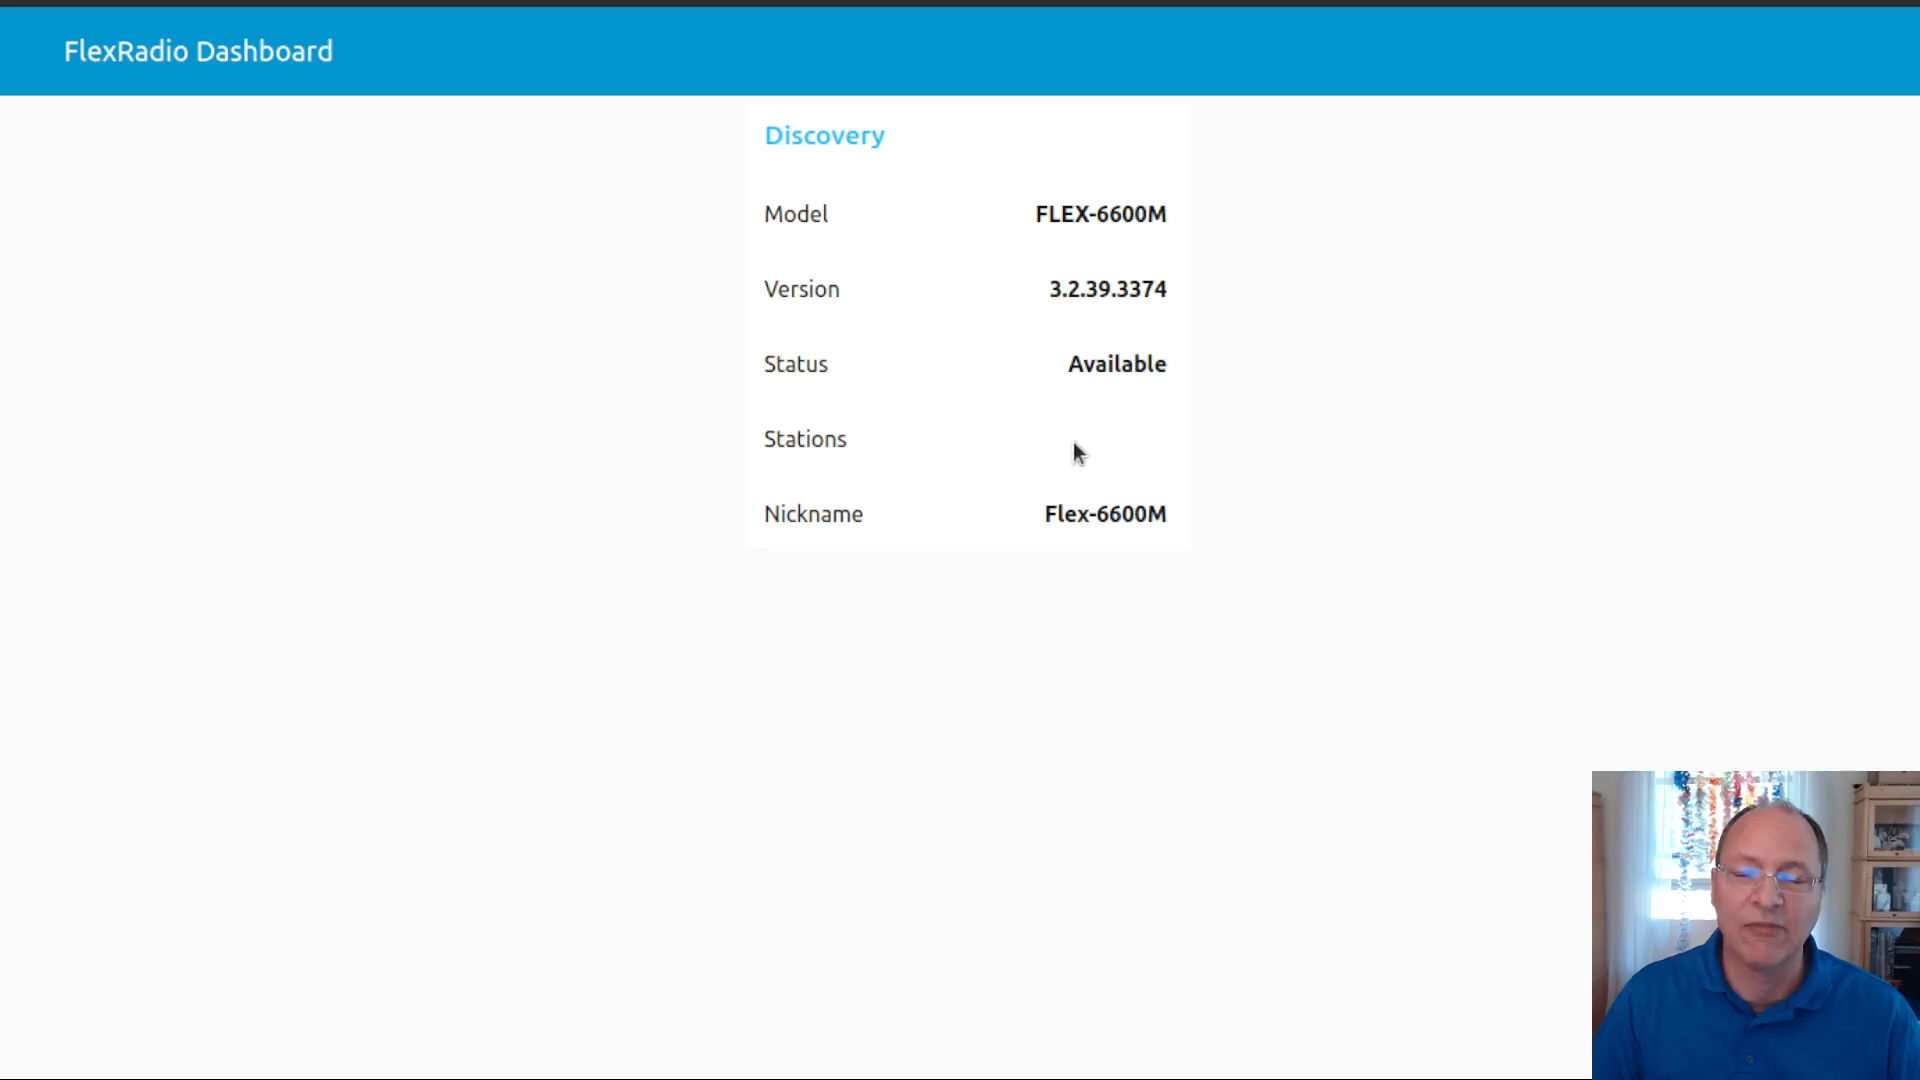 FlexRadio Dashboard
Discovery
Model FLEX-6600M
Version 3.2.39.3374
Status Available
Stations
Nickname Flex-6600M